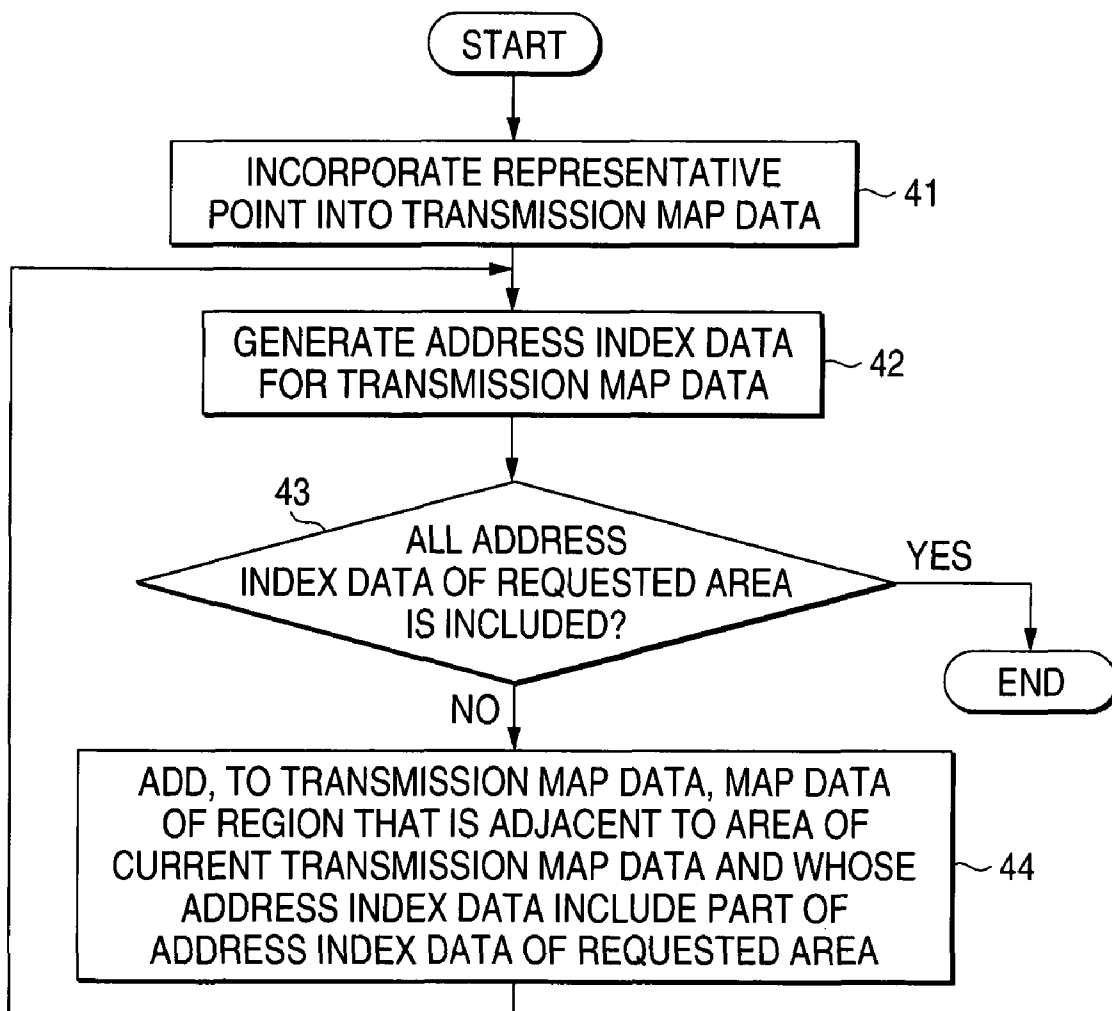 START
INCORPORATE REPRESENTATIVE
POINT INTO TRANSMISSION MAP DATA
41
GENERATE ADDRESS INDEX DATA
FOR TRANSMISSION MAP DATA
42
43
ALL ADDRESS
INDEX DATA OF REQUESTED AREA
IS INCLUDED?
YES
END
NO
ADD, TO TRANSMISSION MAP DATA, MAP DATA
OF REGION THAT IS ADJACENT TO AREA OF
CURRENT TRANSMISSION MAP DATA AND WHOSE
ADDRESS INDEX DATA INCLUDE PART OF
ADDRESS INDEX DATA OF REQUESTED AREA
44